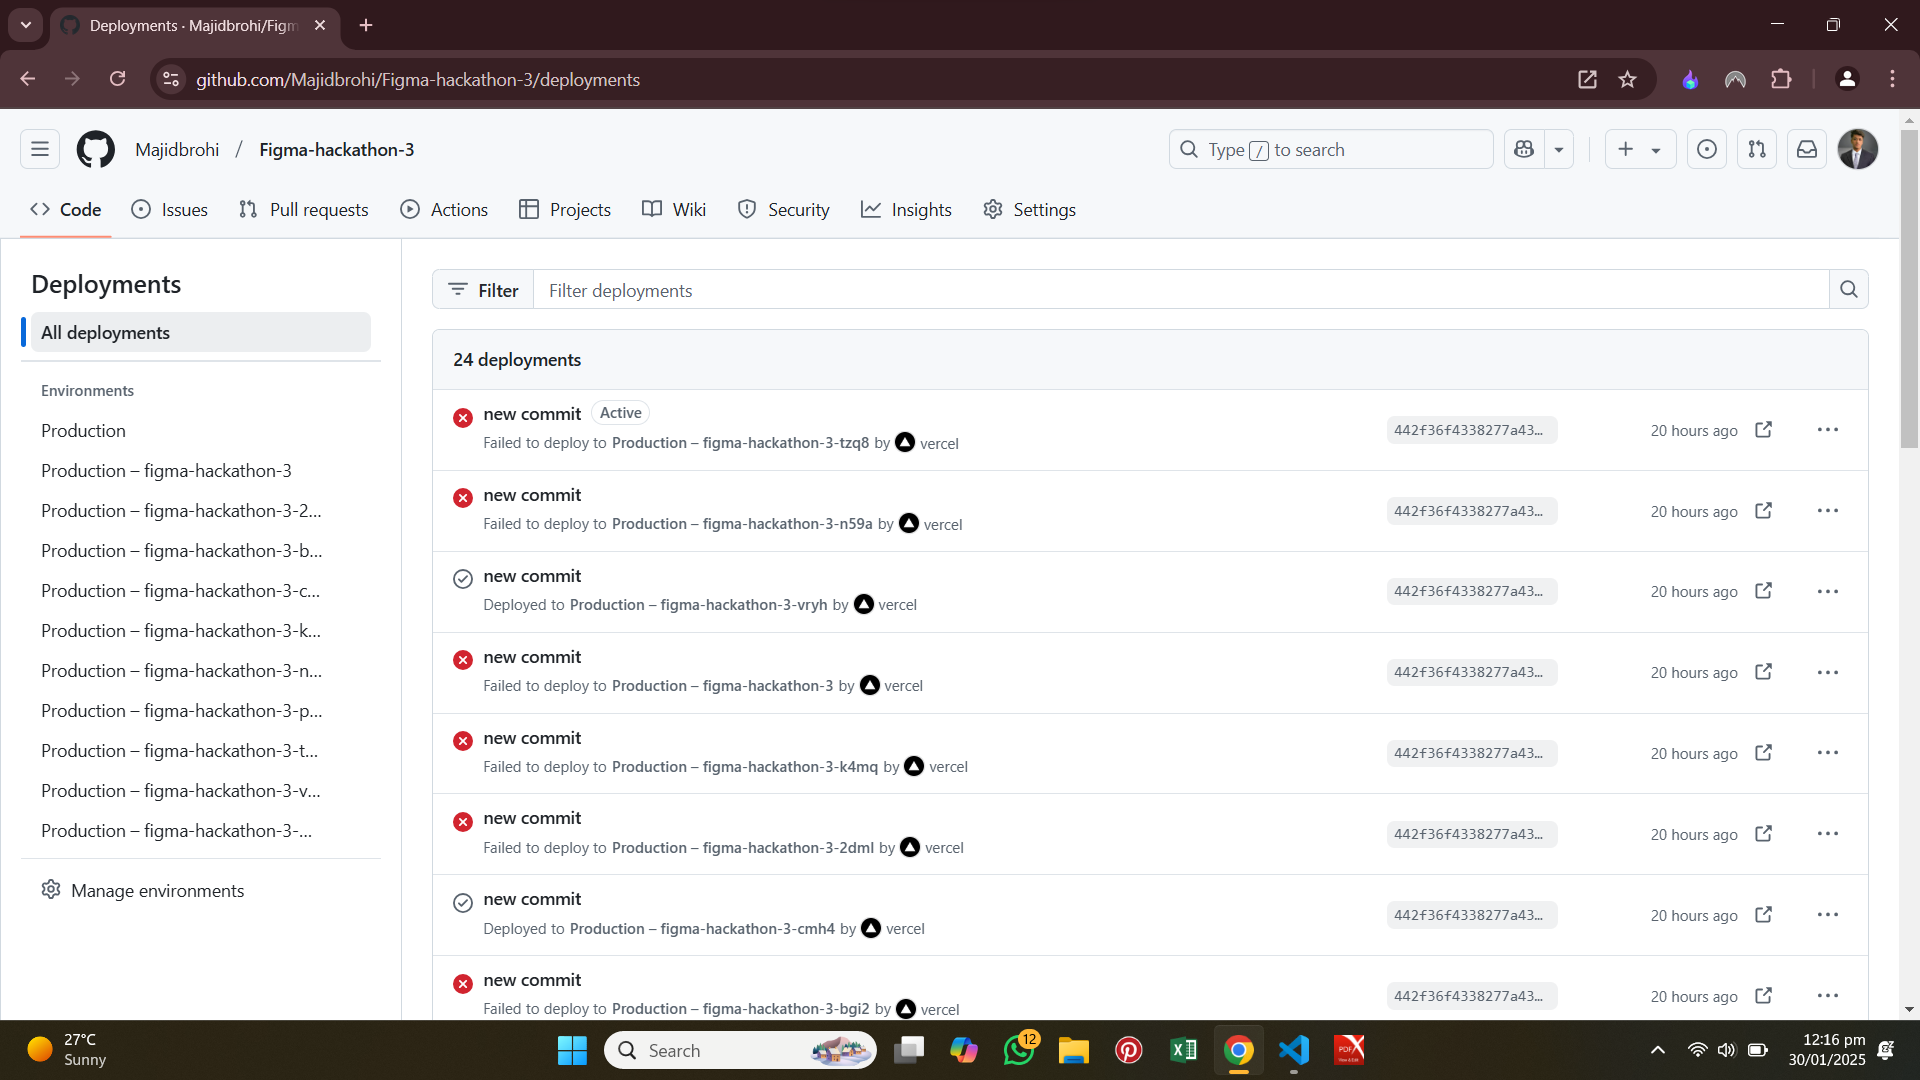 Deployments · Majidbrohi/Figm
github.com/Majidbrohi/Figma-hackathon-3/deployments
Majidbrohi / Figma-hackathon-3
Type / to search
Code
Issues
Pull requests
Actions
Projects
Wiki
Security
Insights
Settings
Deployments
All deployments
Environments
Production
Production – figma-hackathon-3
Production – figma-hackathon-3-2...
Production – figma-hackathon-3-b...
Production – figma-hackathon-3-c...
Production – figma-hackathon-3-k...
Production – figma-hackathon-3-n...
Production – figma-hackathon-3-p...
Production – figma-hackathon-3-t...
Production – figma-hackathon-3-v...
Production – figma-hackathon-3-...
Manage environments
Filter
Filter deployments
24 deployments
new commit Active
Failed to deploy to Production – figma-hackathon-3-tzq8 by vercel
442f36f4338277a43… 20 hours ago
new commit
Failed to deploy to Production – figma-hackathon-3-n59a by vercel
442f36f4338277a43… 20 hours ago
new commit
Deployed to Production – figma-hackathon-3-vryh by vercel
442f36f4338277a43… 20 hours ago
new commit
Failed to deploy to Production – figma-hackathon-3 by vercel
442f36f4338277a43… 20 hours ago
new commit
Failed to deploy to Production – figma-hackathon-3-k4mq by vercel
442f36f4338277a43… 20 hours ago
new commit
Failed to deploy to Production – figma-hackathon-3-2dml by vercel
442f36f4338277a43… 20 hours ago
new commit
Deployed to Production – figma-hackathon-3-cmh4 by vercel
442f36f4338277a43… 20 hours ago
new commit
Failed to deploy to Production – figma-hackathon-3-bgi2 by vercel
442f36f4338277a43… 20 hours ago
27°C
Sunny
Search
12
PDF
12:16 pm
30/01/2025